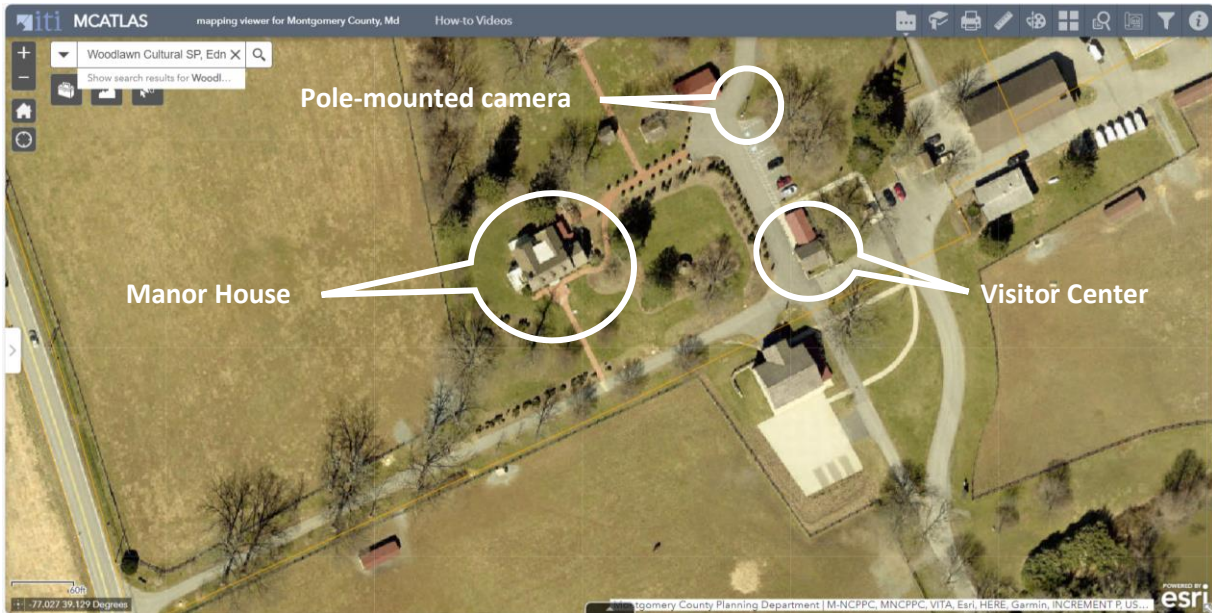 iti MCATLAS mapping viewer for Montgomery County, Md How-to Videos
+
Woodlawn Cultural SP, Edn
−
Show search results for Woodl...
Pole-mounted camera
Manor House
Visitor Center
60ft
-77.027 39.129 Degrees
Montgomery County Planning Department | M-NCPPC, MNCPPC, VITA, Esri, HERE, Garmin, INCREMENT P, US...
POWERED BY
esri